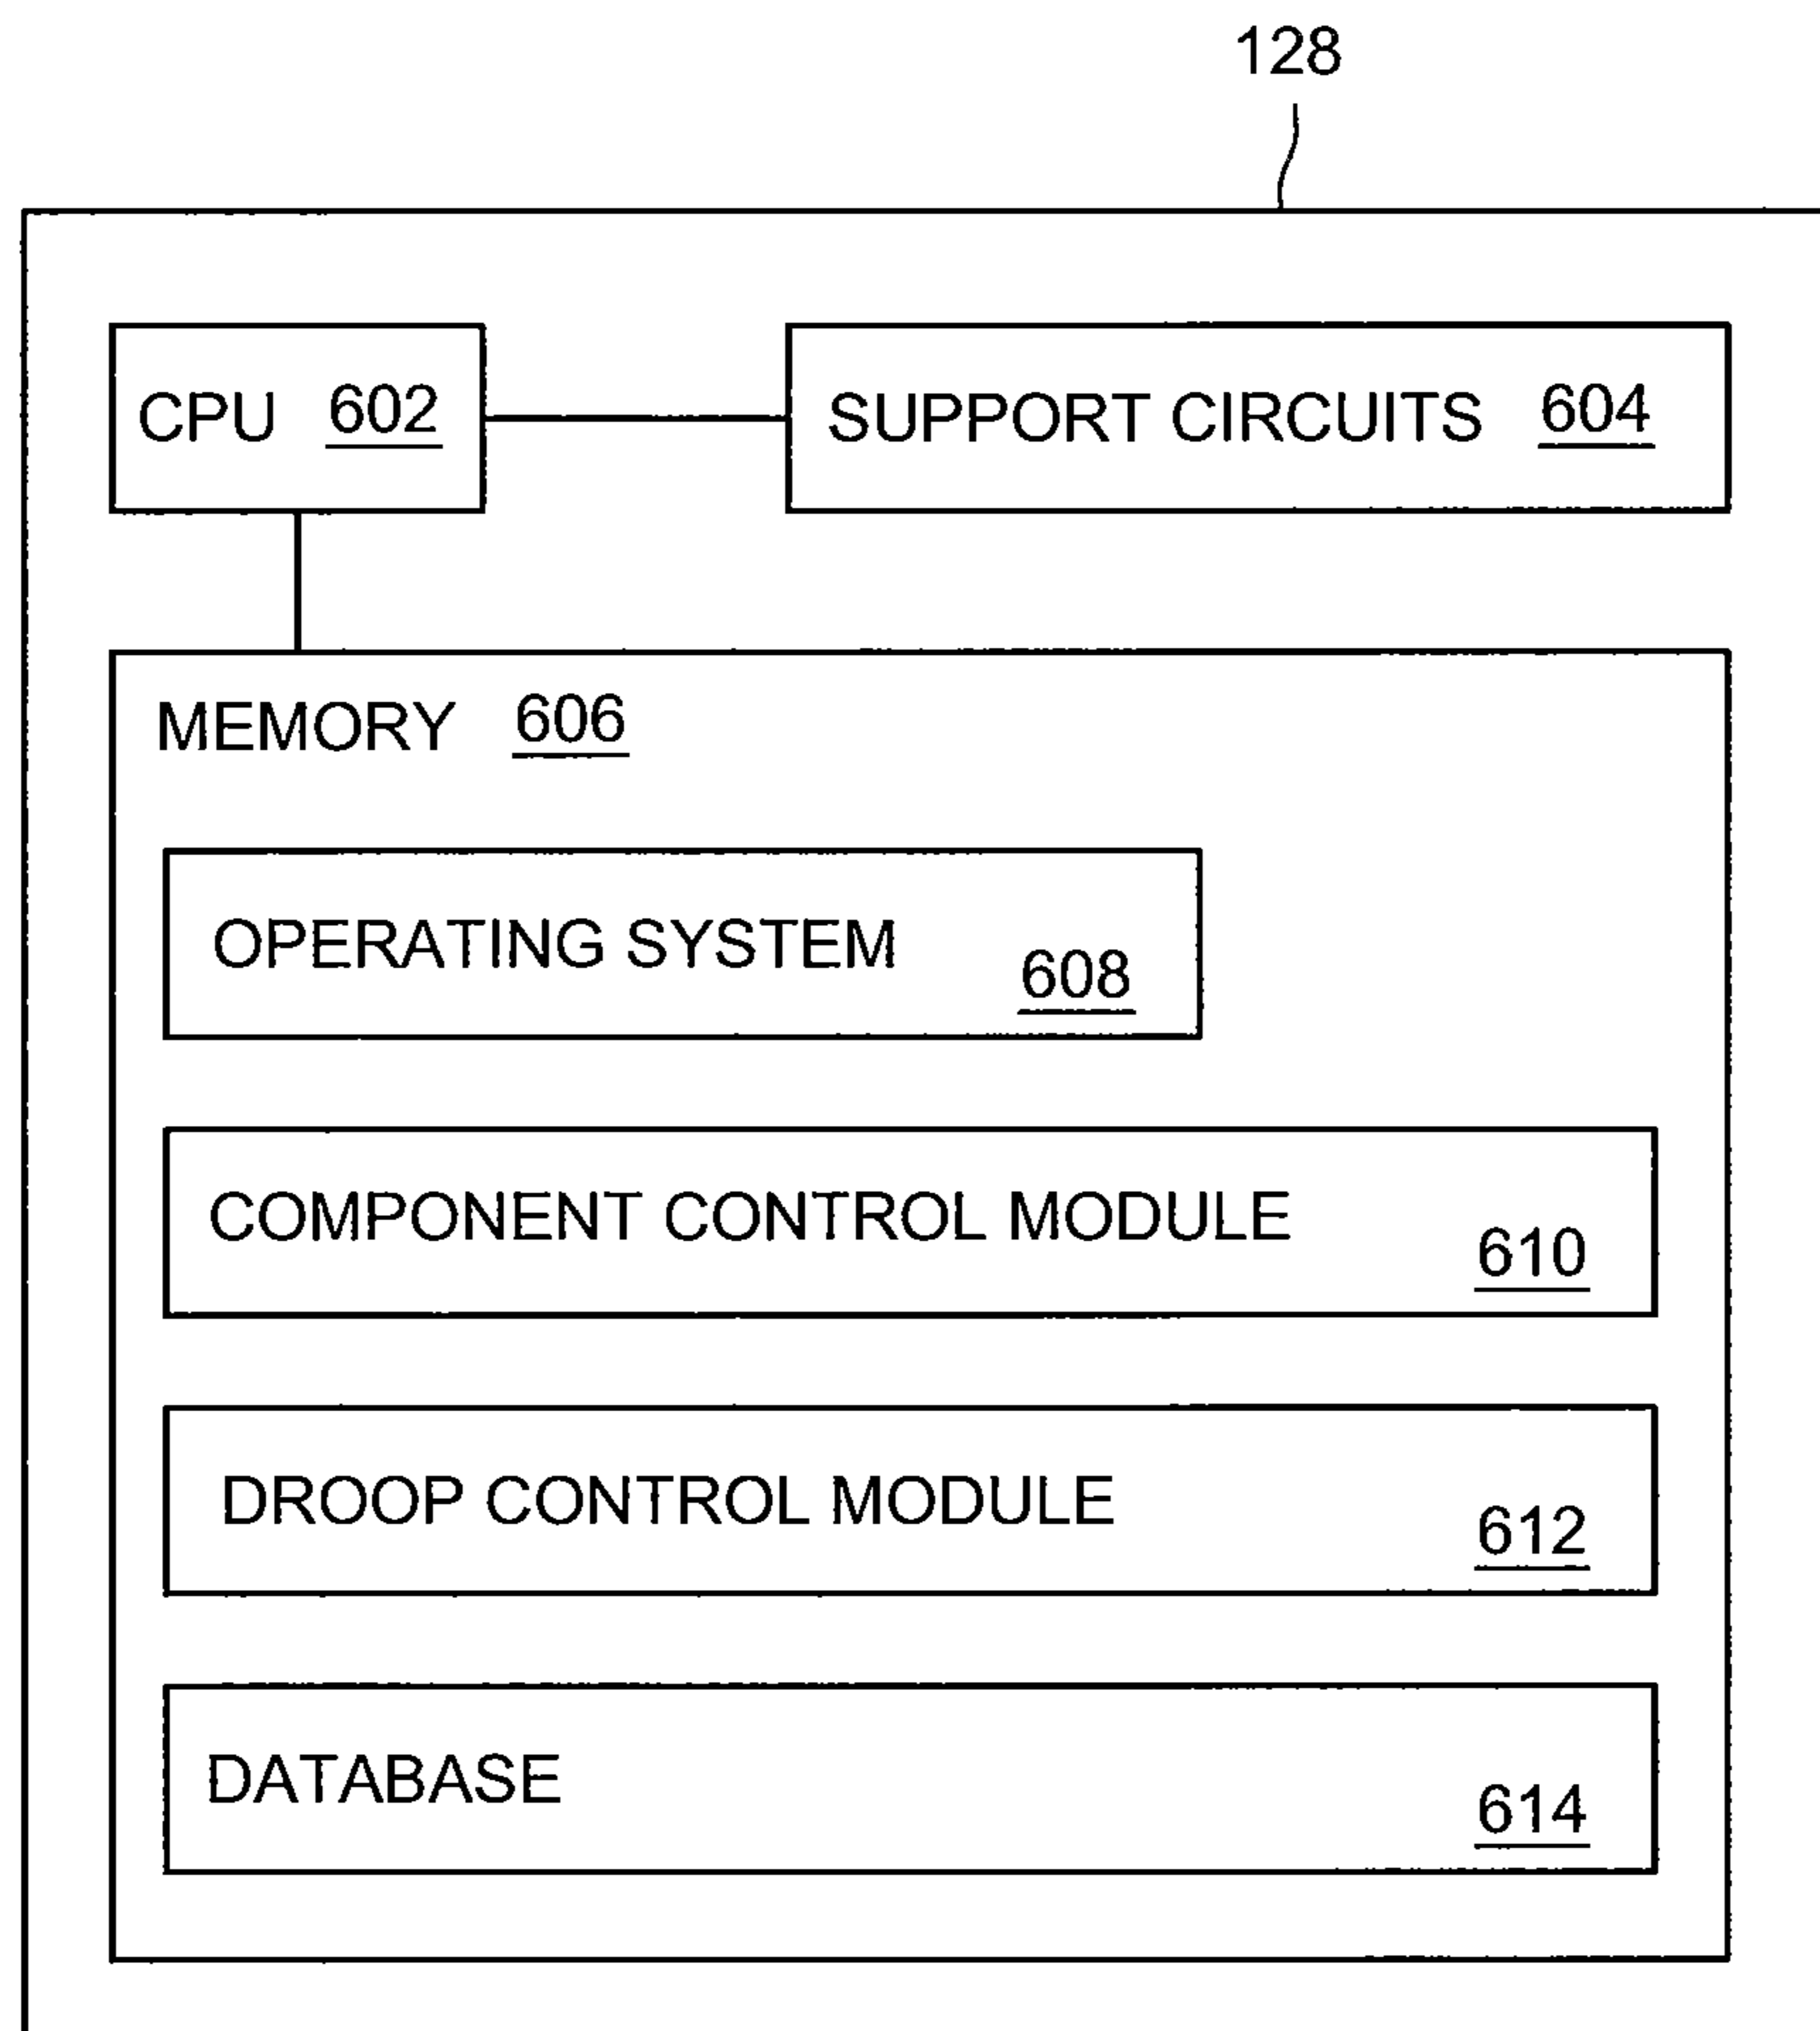 128
CPU 602
SUPPORT CIRCUITS 604
MEMORY 606
OPERATING SYSTEM 608
COMPONENT CONTROL MODULE 610
DROOP CONTROL MODULE 612
DATABASE 614